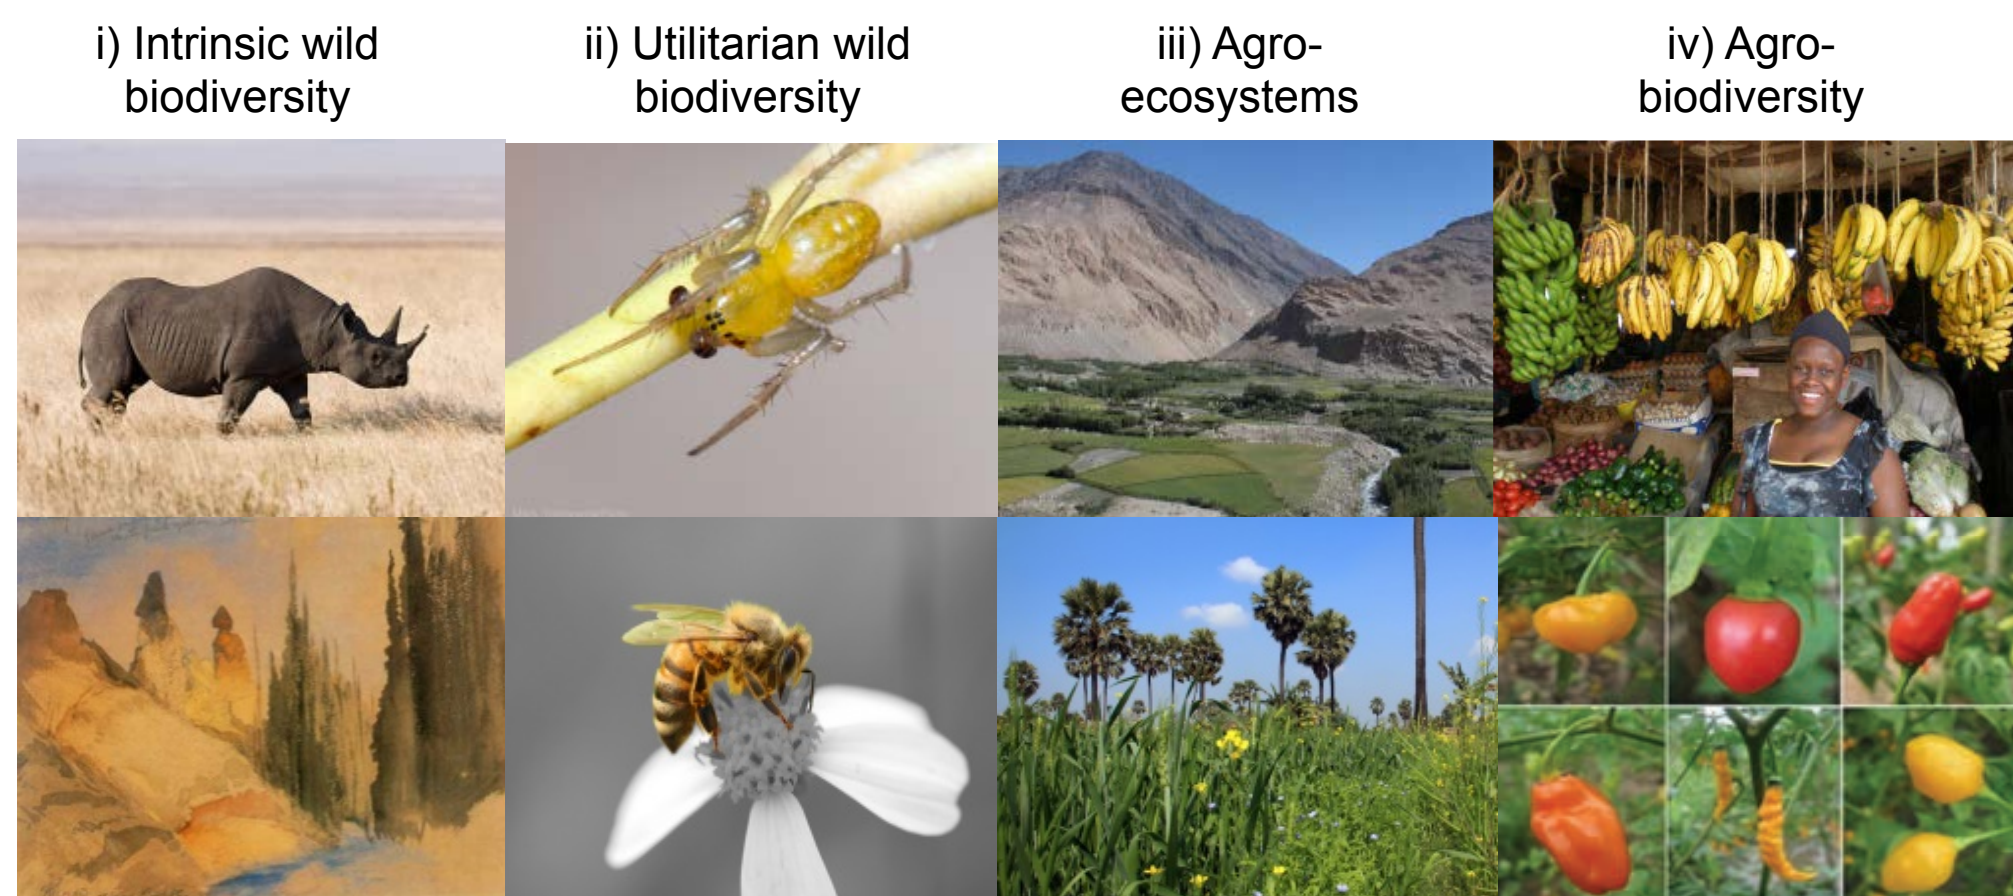 i) Intrinsic wild
biodiversity
ii) Utilitarian wild
biodiversity
iii) Agro-
ecosystems
iv) Agro-
biodiversity